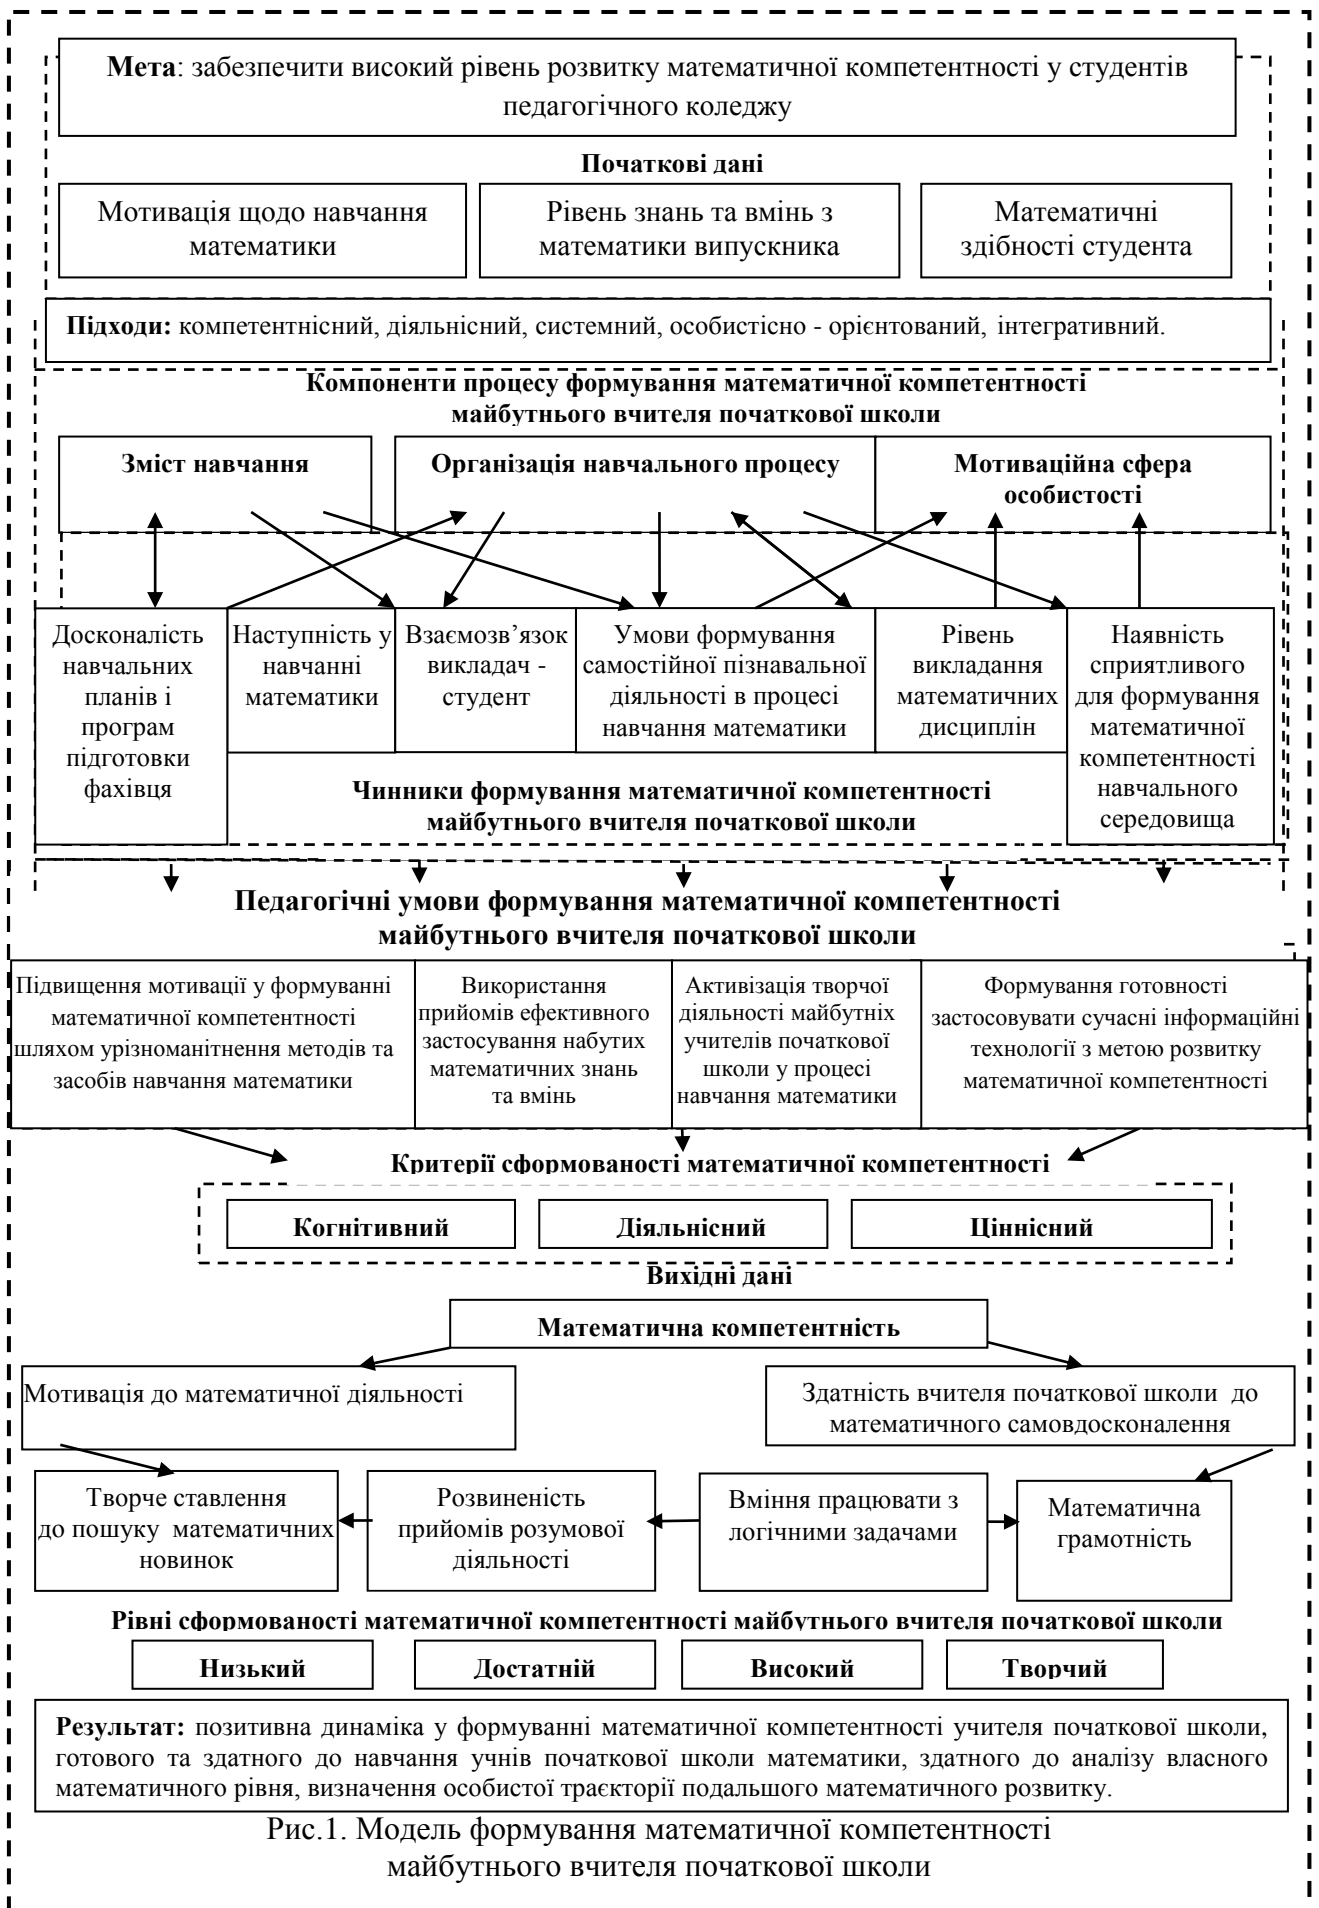 Мета: забезпечити високий рівень розвитку математичної компетентності у студентів
педагогічного коледжу
Початкові дані
Мотивація щодо навчання
математики
Рівень знань та вмінь з
математики випускника
Математичні
здібності студента
Підходи: компетентнісний, діяльнісний, системний, особистісно - орієнтований, інтегративний.
Компоненти процесу формування математичної компетентності
майбутнього вчителя початкової школи
Зміст навчання
Організація навчального процесу
Мотиваційна сфера
особистості
Досконалість
навчальних
планів і
програм
підготовки
фахівця
Наступність у
навчанні
математики
Взаємозв’язок
викладач -
студент
Умови формування
самостійної пізнавальної
діяльності в процесі
навчання математики
Рівень
викладання
математичних
дисциплін
Наявність
сприятливого
для формування
математичної
компетентності
навчального
середовища
Чинники формування математичної компетентності
майбутнього вчителя початкової школи
Педагогічні умови формування математичної компетентності
майбутнього вчителя початкової школи
Підвищення мотивації у формуванні
математичної компетентності
шляхом урізноманітнення методів та
засобів навчання математики
Використання
прийомів ефективного
застосування набутих
математичних знань
та вмінь
Активізація творчої
діяльності майбутніх
учителів початкової
школи у процесі
навчання математики
Формування готовності
застосовувати сучасні інформаційні
технології з метою розвитку
математичної компетентності
Критерії сформованості математичної компетентності
Когнітивний
Діяльнісний
Ціннісний
Вихідні дані
Математична компетентність
Мотивація до математичної діяльності
Здатність вчителя початкової школи до
математичного самовдосконалення
Творче ставлення
до пошуку математичних
новинок
Розвиненість
прийомів розумової
діяльності
Вміння працювати з
логічними задачами
Математична
грамотність
Рівні сформованості математичної компетентності майбутнього вчителя початкової школи
Низький
Достатній
Високий
Творчий
Результат: позитивна динаміка у формуванні математичної компетентності учителя початкової школи,
готового та здатного до навчання учнів початкової школи математики, здатного до аналізу власного
математичного рівня, визначення особистої траєкторії подальшого математичного розвитку.
Рис.1. Модель формування математичної компетентності
майбутнього вчителя початкової школи